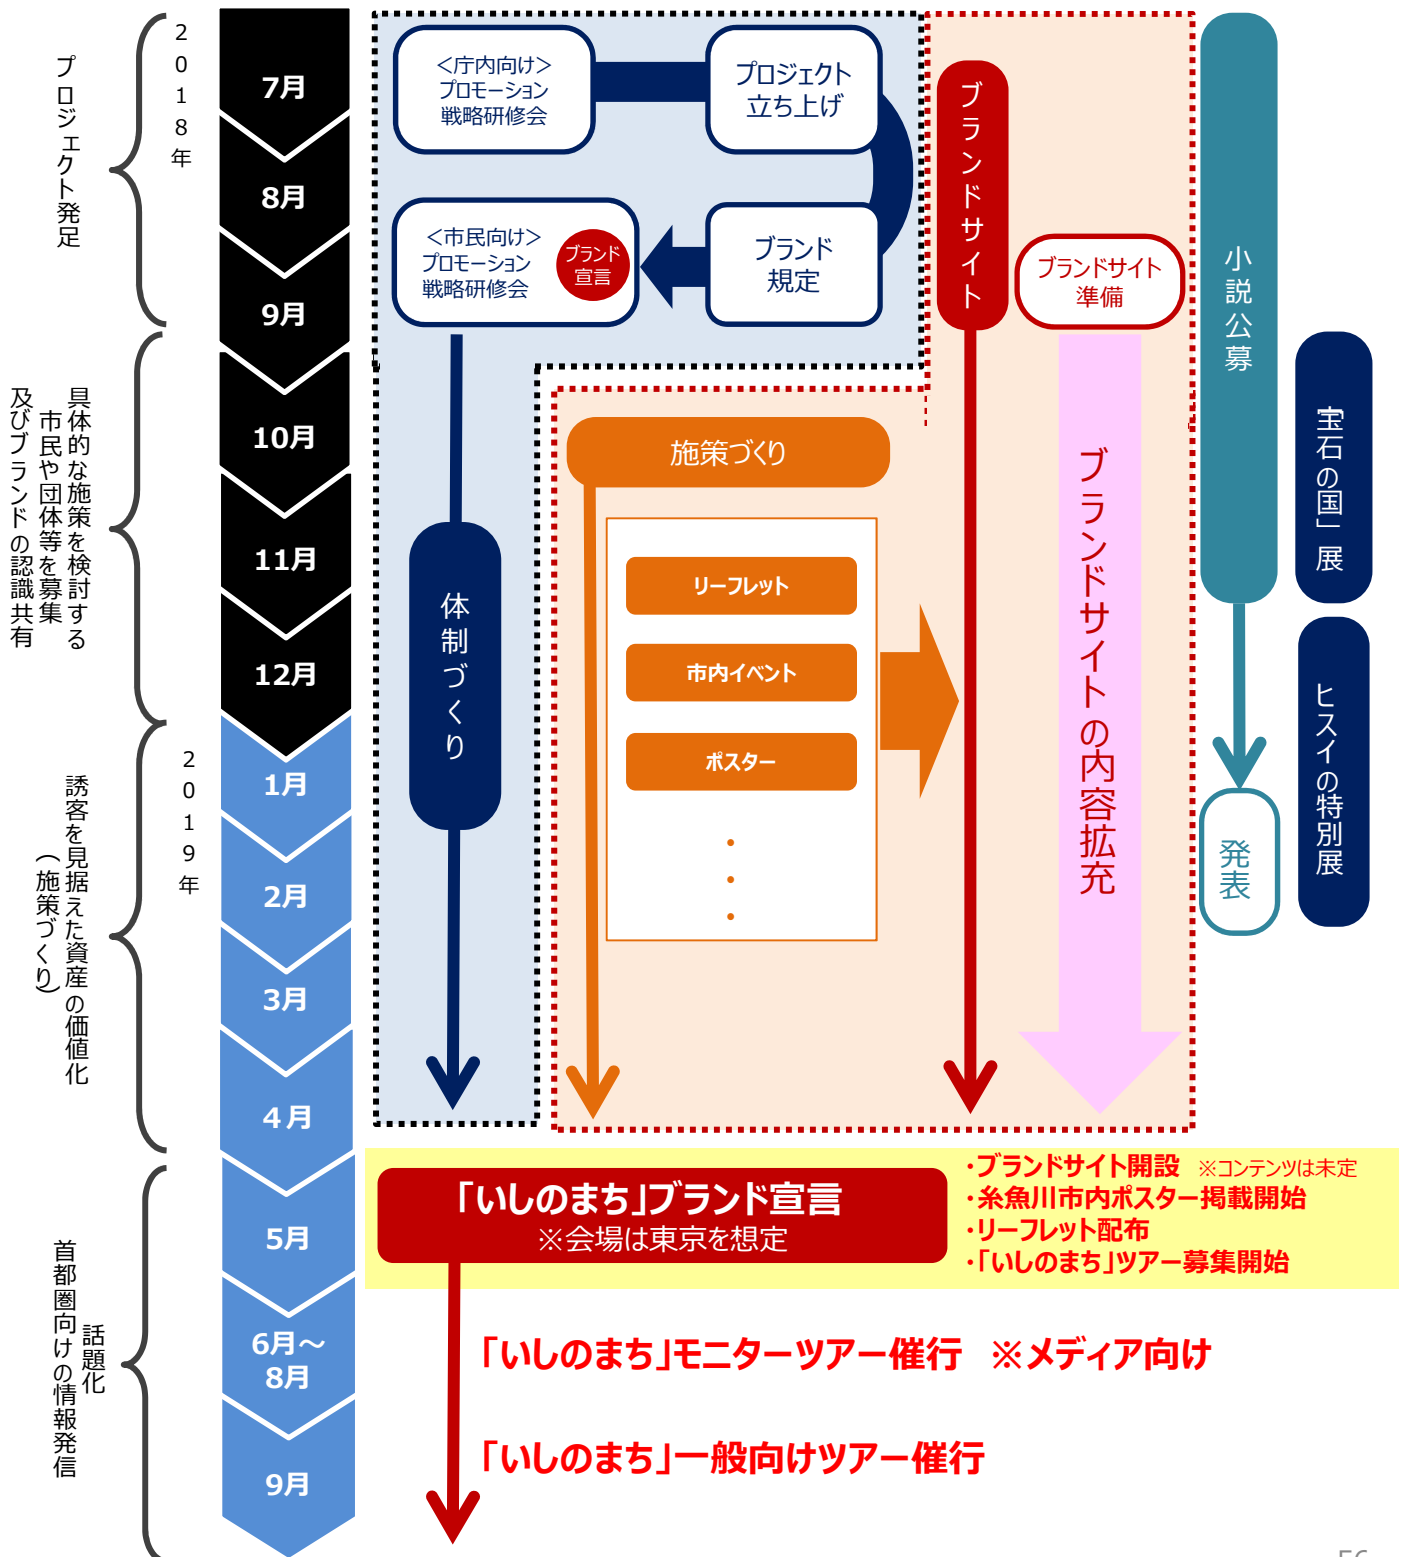 2018年
プロジェクト発足
7月
8月
9月
10月
11月
12月
具体的な施策を検討する
市民や団体等を募集
及びブランドの認識共有
2019年
1月
2月
3月
４月
誘客を見据えた資産の価値化
（施策づくり）
5月
6月～
8月
9月
話題化
首都圏向けの情報発信
＜庁内向け＞
プロモーション
戦略研修会
プロジェクト
立ち上げ
ブランド
規定
＜市民向け＞
プロモーション
戦略研修会
ブランド
宣言
体制づくり
施策づくり
リーフレット
市内イベント
ポスター
・
・
・
ブランドサイト
ブランドサイト
準備
ブランドサイトの内容拡充
小説公募
発表
宝石の国」展
ヒスイの特別展
「いしのまち」ブランド宣言
※会場は東京を想定
・ブランドサイト開設 ※コンテンツは未定
・糸魚川市内ポスター掲載開始
・リーフレット配布
・「いしのまち」ツアー募集開始
「いしのまち」モニターツアー催行 ※メディア向け
「いしのまち」一般向けツアー催行